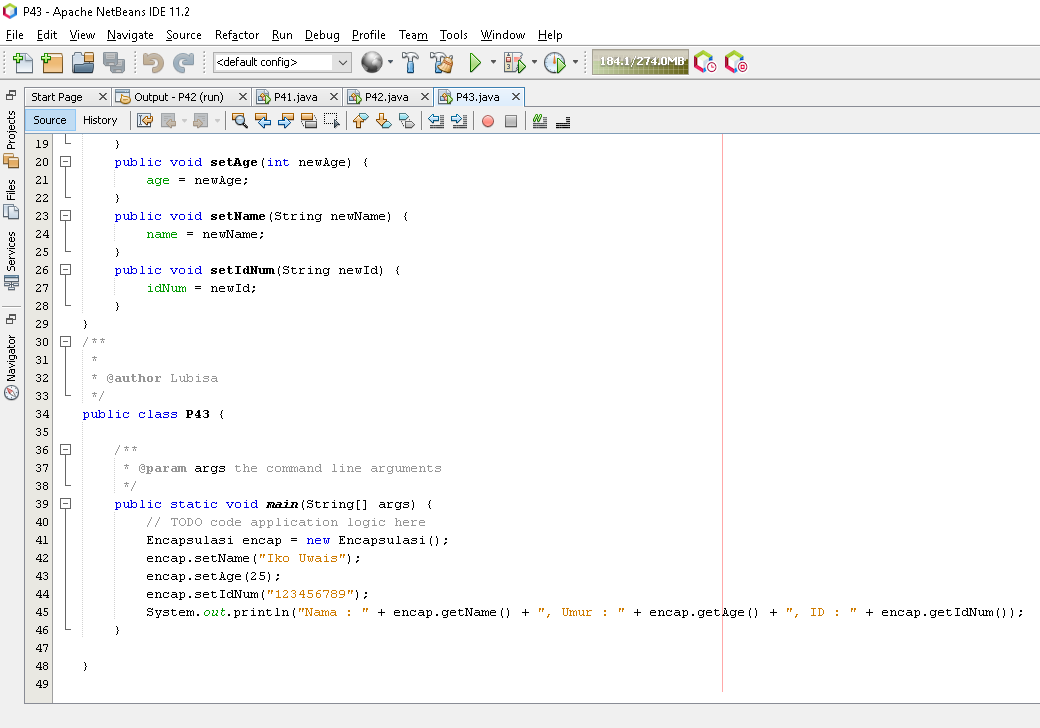 P43 - Apache NetBeans IDE 11.2
File Edit View Navigate Source Refactor Run Debug Profile Team Tools Window Help
<default config> 184.1/274.0MB
Start Page Output - P42 (run) P41.java P42.java P43.java
Source History
Projects
Files
Services
Navigator
19 }
20 public void setAge(int newAge) {
21 age = newAge;
22 }
23 public void setName(String newName) {
24 name = newName;
25 }
26 public void setIdNum(String newId) {
27 idNum = newId;
28 }
29 }
30 /**
31 *
32 * @author Lubisa
33 */
34 public class P43 {
35
36 /**
37 * @param args the command line arguments
38 */
39 public static void main(String[] args) {
40 // TODO code application logic here
41 Encapsulasi encap = new Encapsulasi();
42 encap.setName("Iko Uwais");
43 encap.setAge(25);
44 encap.setIdNum("123456789");
45 System.out.println("Nama : " + encap.getName() + ", Umur : " + encap.getAge() + ", ID : " + encap.getIdNum());
46 }
47
48 }
49